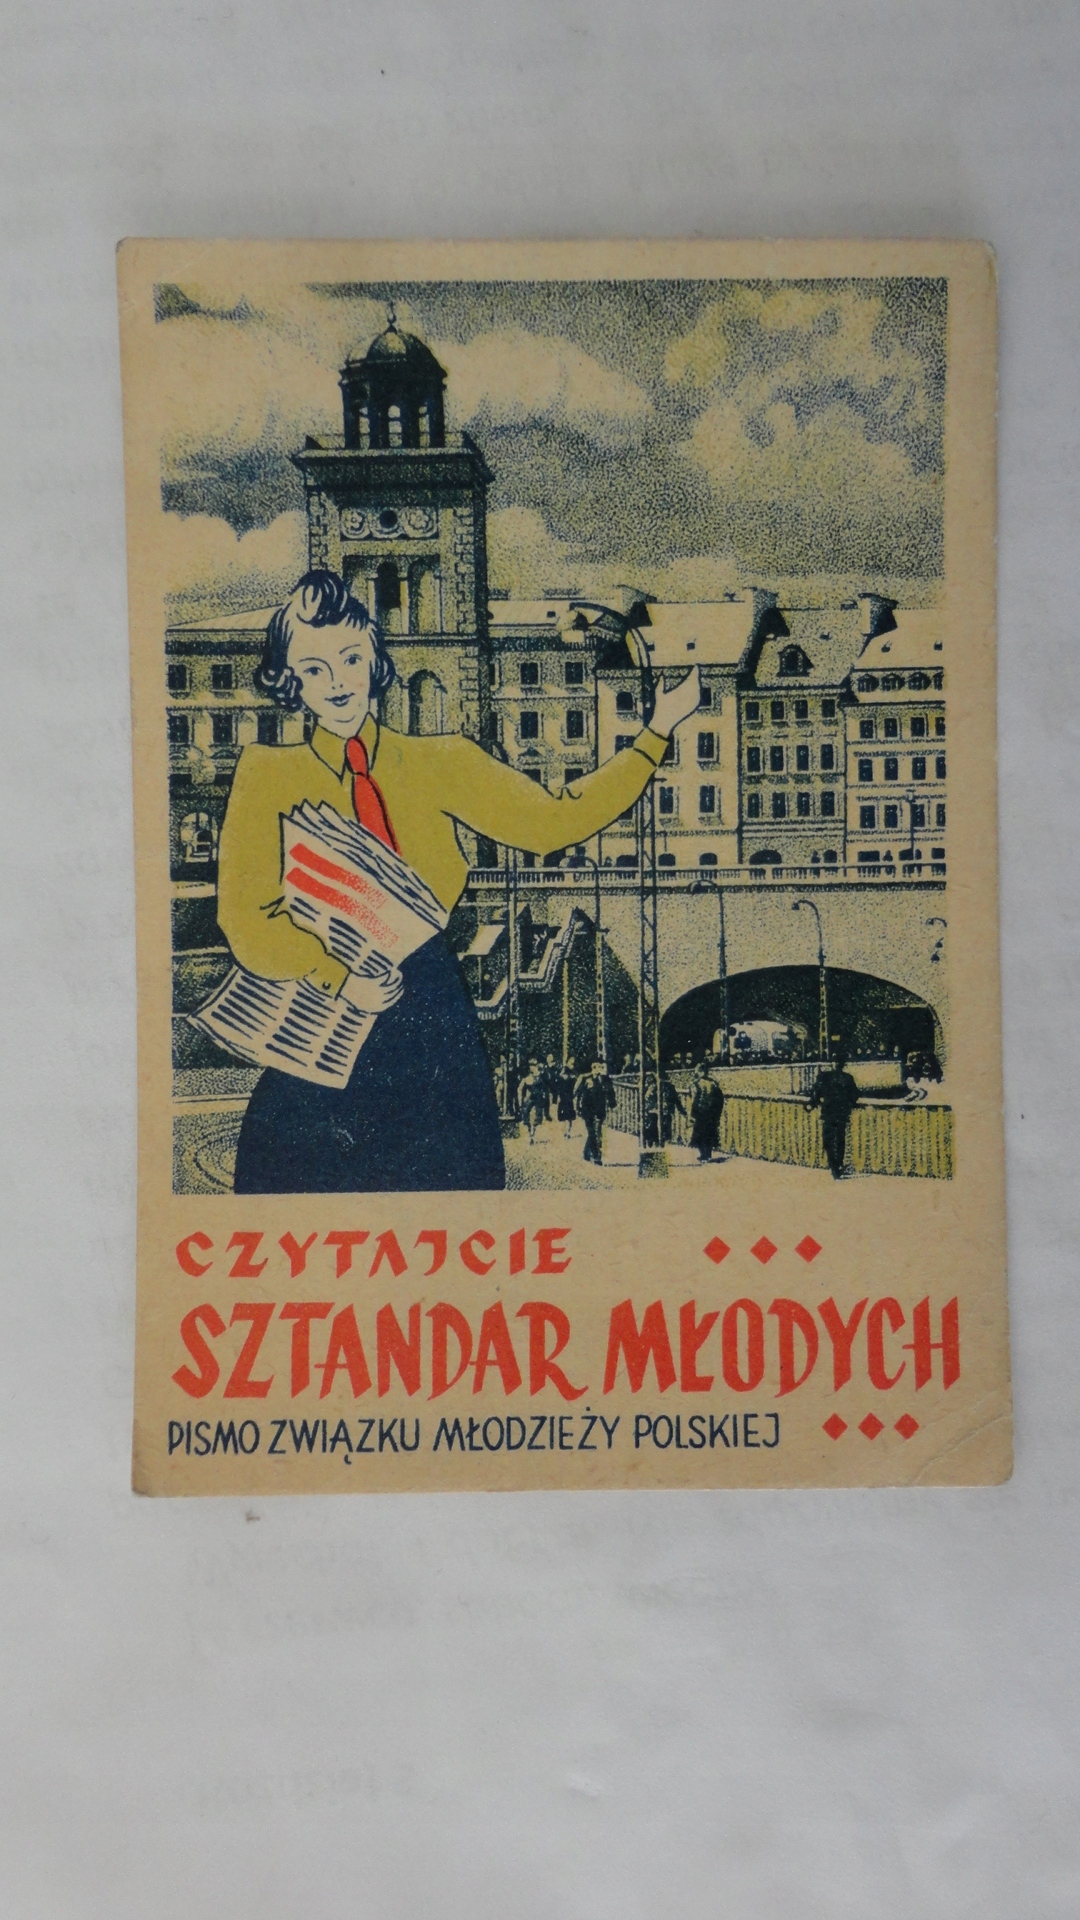 CZYTAJCIE
SZTANDAR MŁODYCH
PISMO ZWIĄZKU MŁODZIEŻY POLSKIEJ